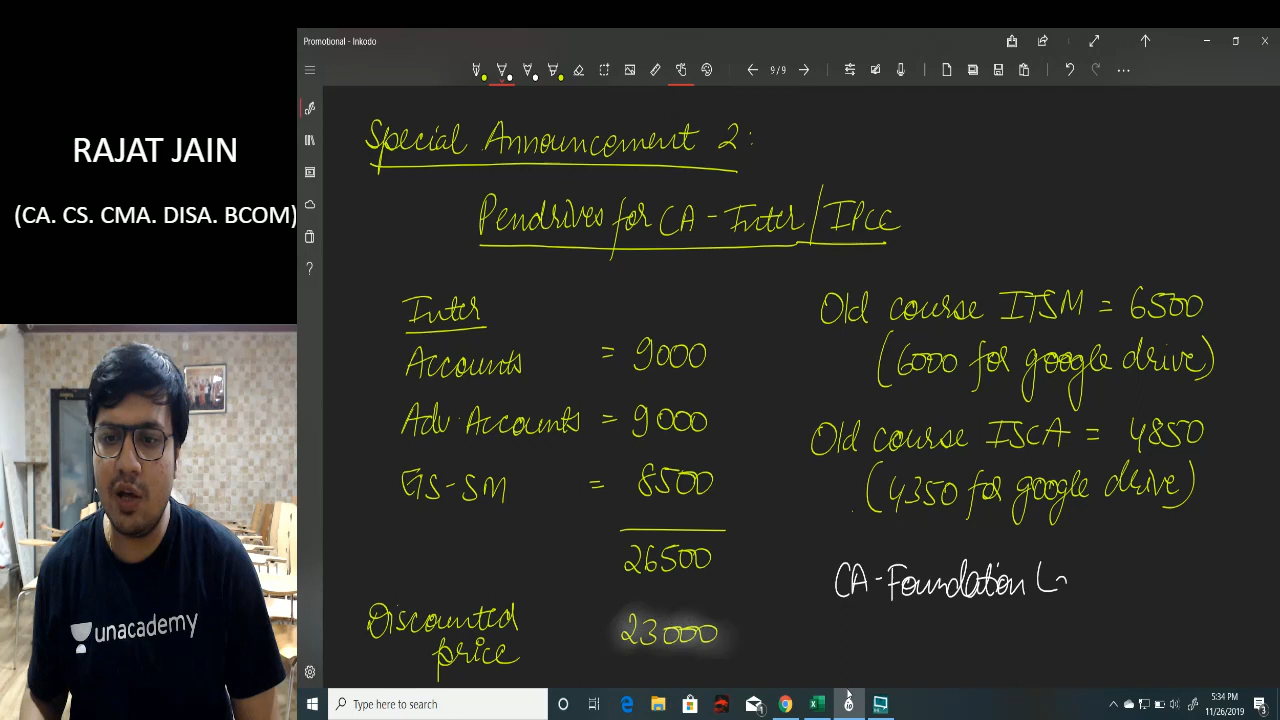 RAJAT JAIN
(CA. CS. CMA. DISA. BCOM)
Promotional - Inkodo
9/9
Special Announcement 2:
Pendrives for CA - Inter / IPCC
Inter
Accounts = 9000
Adv. Accounts = 9000
EIS-SM = 8500
26500
Discounted price 23000
Old course ITSM = 6500
(6000 for google drive)
Old course ISCA = 4850
(4350 for google drive)
CA-Foundation (
unacademy
Type here to search
5:34 PM
11/26/2019